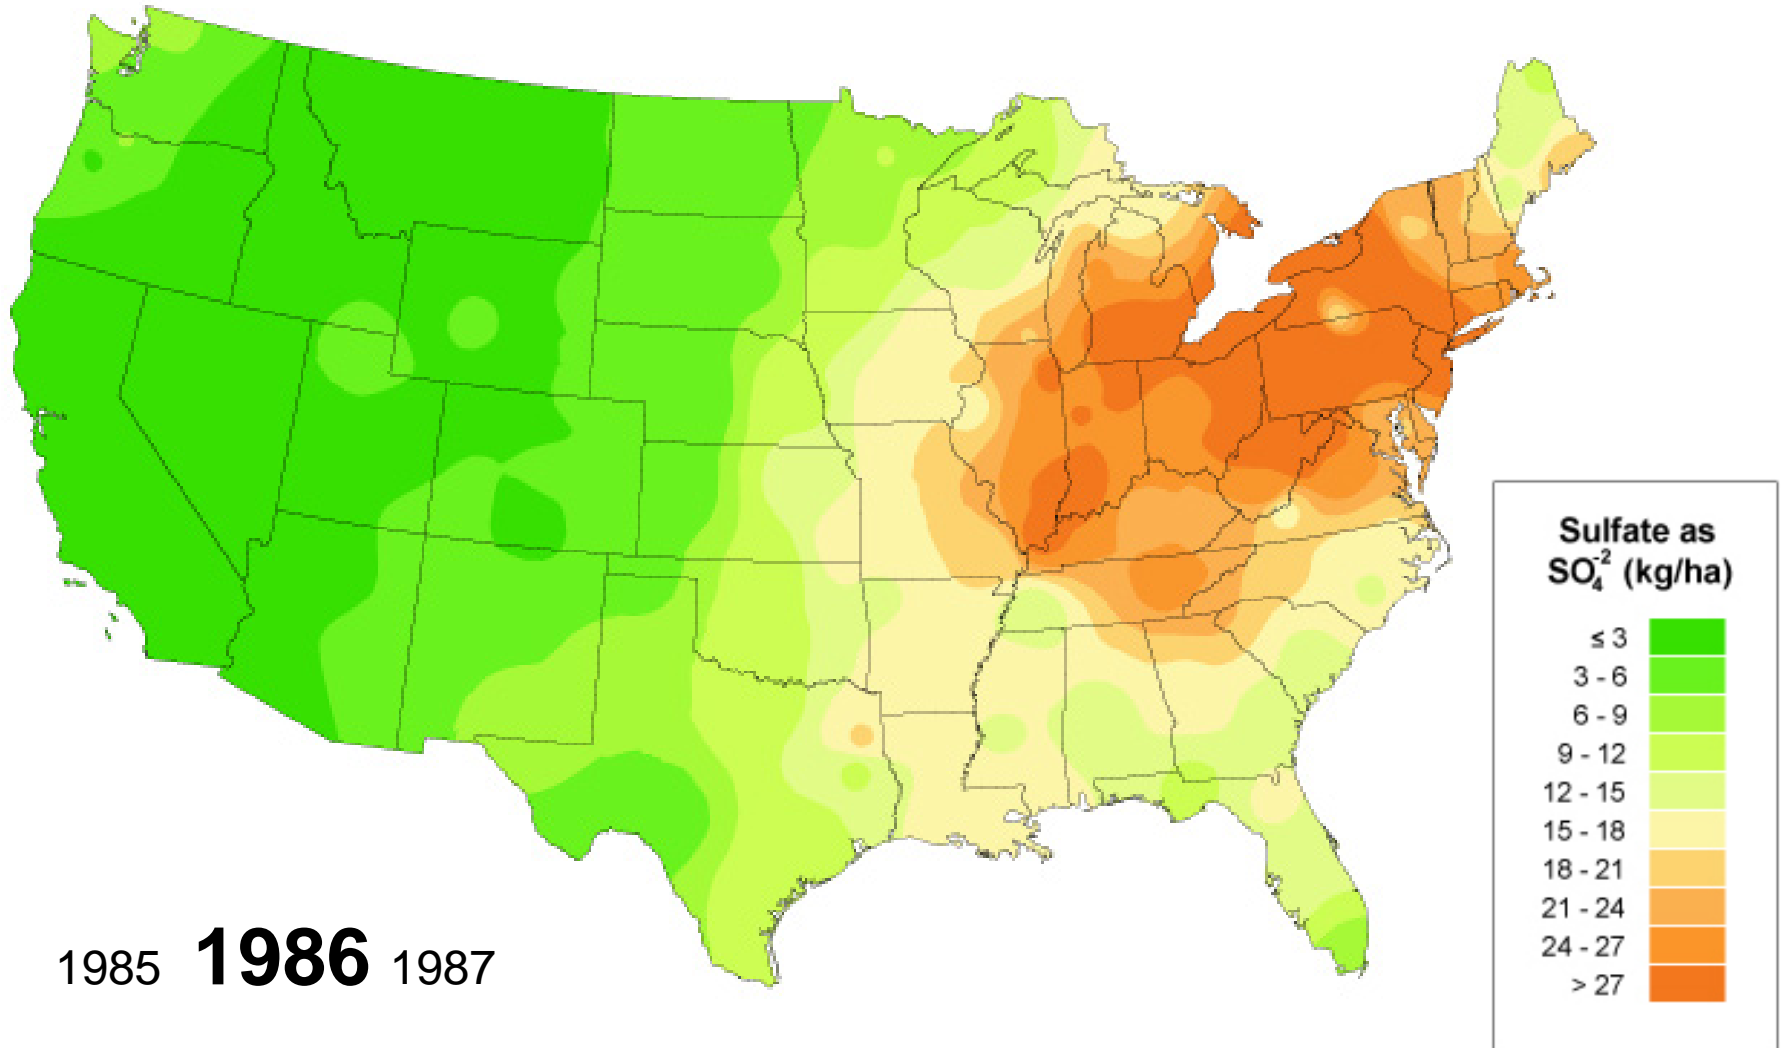 Sulfate as
SO₄⁻² (kg/ha)
≤ 3
3 - 6
6 - 9
9 - 12
12 - 15
15 - 18
18 - 21
21 - 24
24 - 27
> 27
1985 1986 1987